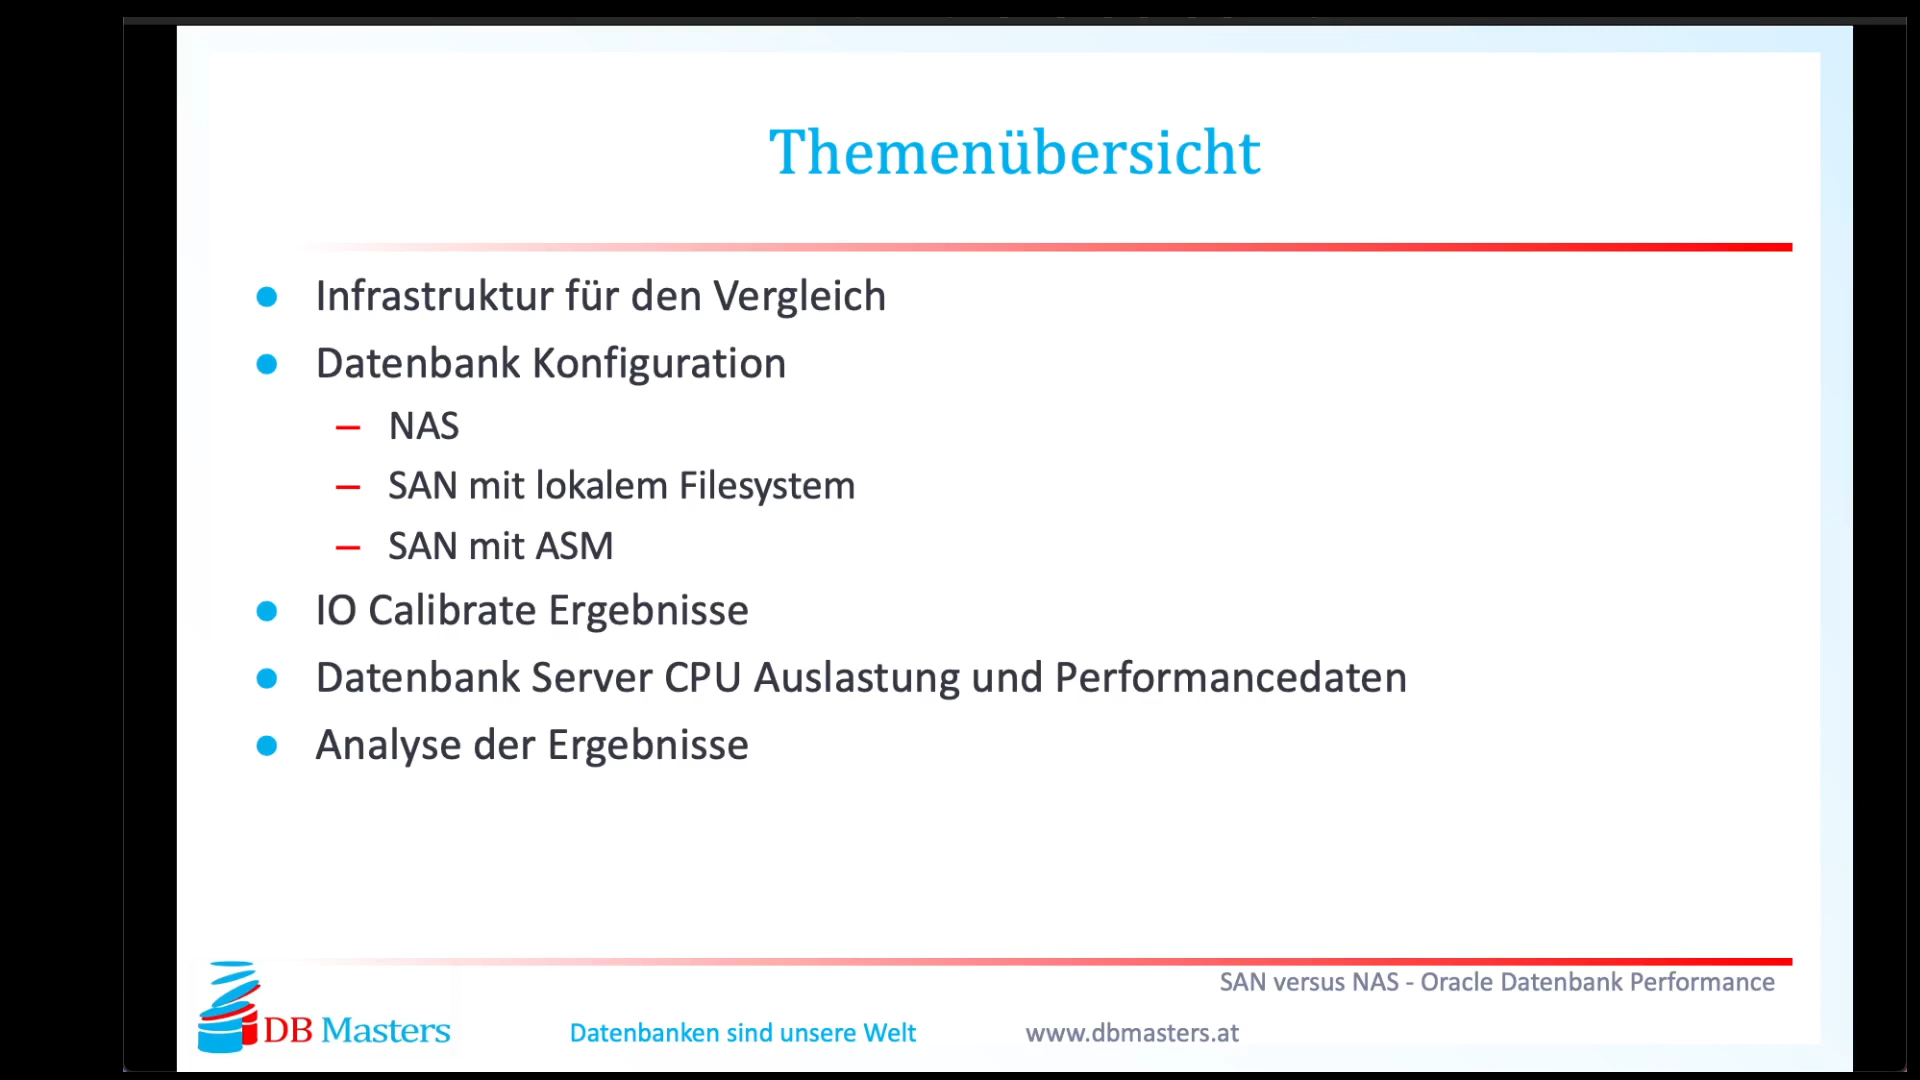 Themenübersicht
● Infrastruktur für den Vergleich
● Datenbank Konfiguration
– NAS
– SAN mit lokalem Filesystem
– SAN mit ASM
● IO Calibrate Ergebnisse
● Datenbank Server CPU Auslastung und Performancedaten
● Analyse der Ergebnisse
SAN versus NAS - Oracle Datenbank Performance
DB Masters
Datenbanken sind unsere Welt
www.dbmasters.at